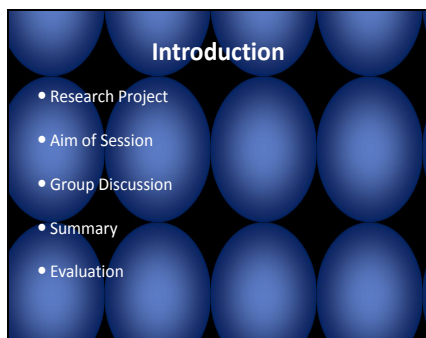 Introduction
• Research Project
• Aim of Session
• Group Discussion
• Summary
• Evaluation